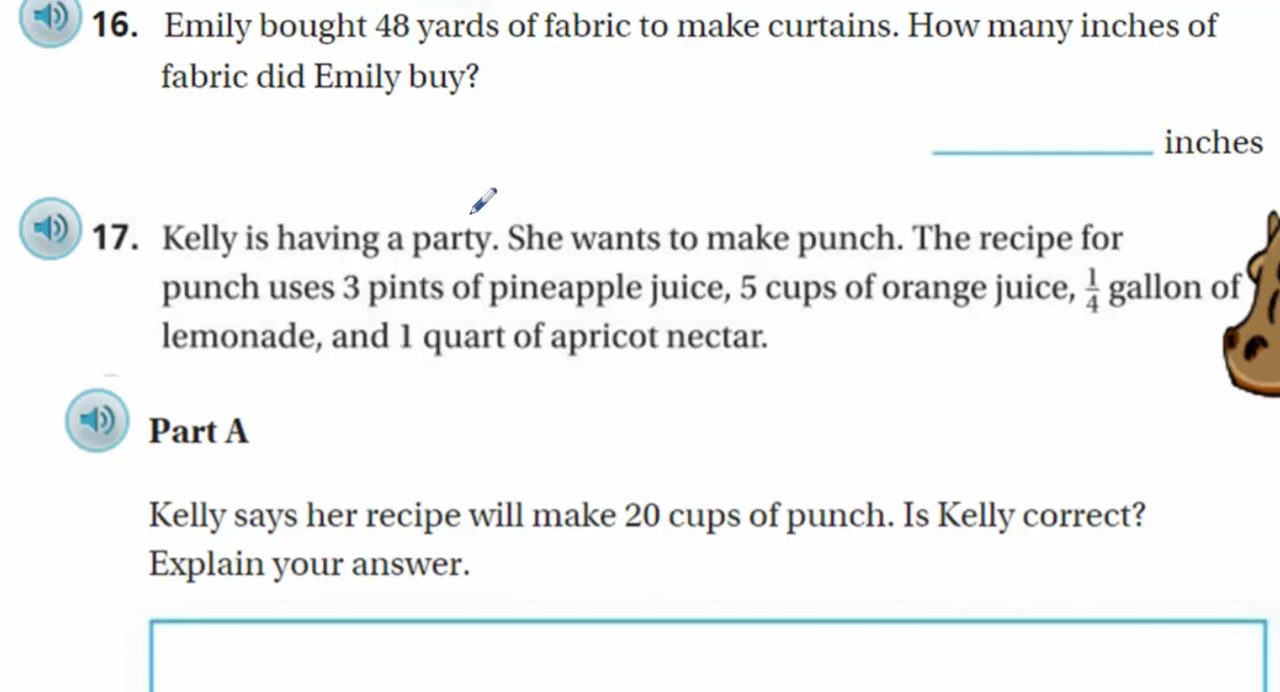 16. Emily bought 48 yards of fabric to make curtains. How many inches of
fabric did Emily buy?
inches
17. Kelly is having a party. She wants to make punch. The recipe for
punch uses 3 pints of pineapple juice, 5 cups of orange juice, 1/4 gallon of
lemonade, and 1 quart of apricot nectar.
Part A
Kelly says her recipe will make 20 cups of punch. Is Kelly correct?
Explain your answer.